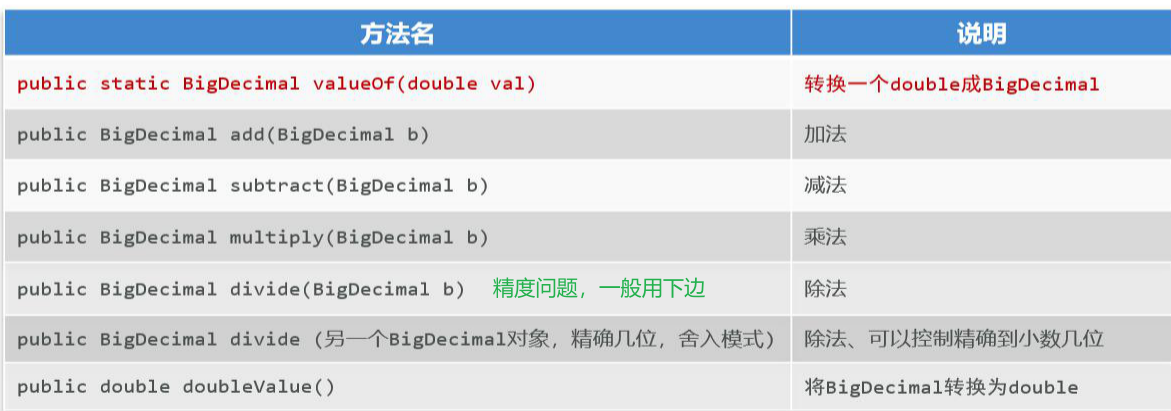 方法名 说明
public static BigDecimal valueOf(double val) 转换一个double成BigDecimal
public BigDecimal add(BigDecimal b) 加法
public BigDecimal subtract(BigDecimal b) 减法
public BigDecimal multiply(BigDecimal b) 乘法
public BigDecimal divide(BigDecimal b) 精度问题，一般用下边 除法
public BigDecimal divide (另一个BigDecimal对象，精确几位，舍入模式) 除法、可以控制精确到小数几位
public double doubleValue() 将BigDecimal转换为double